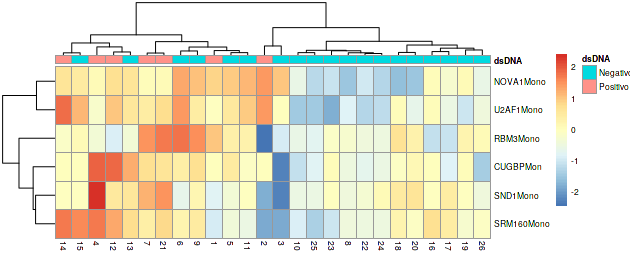 dsDNA
NOVA1Mono
U2AF1Mono
RBM3Mono
CUGBPMon
SND1Mono
SRM160Mono
14 15 4 12 13 7 21 6 9 1 5 11 2 3 10 25 23 8 22 24 18 20 16 17 19 26
2
1
0
-1
-2
dsDNA
Negativo
Positivo